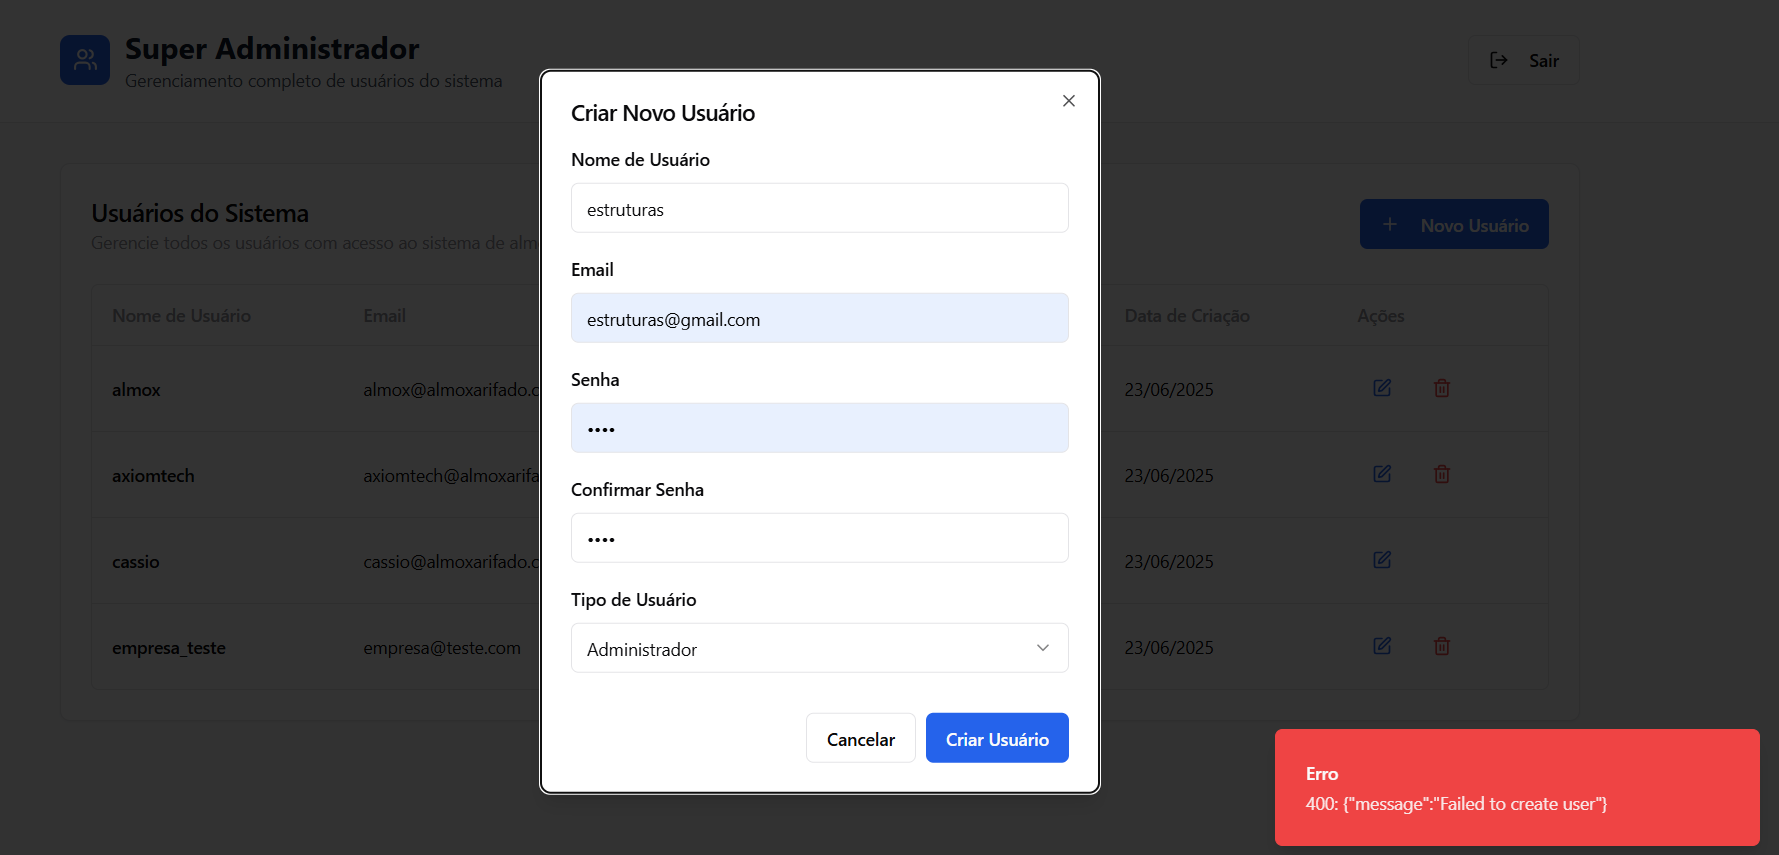 Super Administrador
Gerenciamento completo de usuários do sistema
Sair
Usuários do Sistema
Gerencie todos os usuários com acesso ao sistema de alm
Novo Usuário
Nome de Usuário
Email
Data de Criação
Ações
almox
almox@almoxarifado.c
23/06/2025
axiomtech
axiomtech@almoxarifa
23/06/2025
cassio
cassio@almoxarifado.c
23/06/2025
empresa_teste
empresa@teste.com
23/06/2025
Criar Novo Usuário
Nome de Usuário
estruturas
Email
estruturas@gmail.com
Senha
••••
Confirmar Senha
••••
Tipo de Usuário
Administrador
Cancelar
Criar Usuário
Erro
400: {"message":"Failed to create user"}